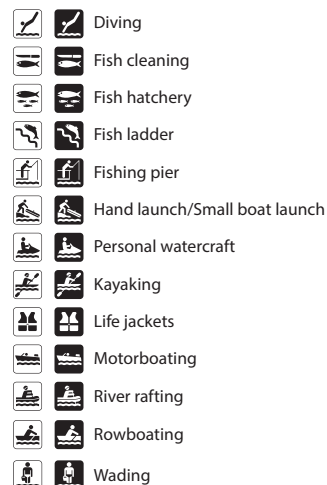 Diving
Fish cleaning
Fish hatchery
Fish ladder
Fishing pier
Hand launch/Small boat launch
Personal watercraft
Kayaking
Life jackets
Motorboating
River rafting
Rowboating
Wading